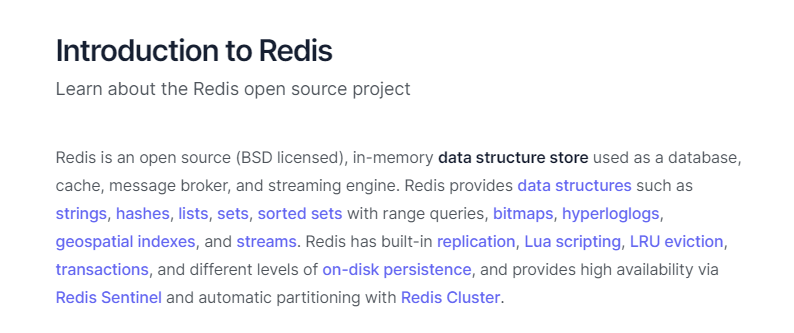 Introduction to Redis
Learn about the Redis open source project
Redis is an open source (BSD licensed), in-memory data structure store used as a database,
cache, message broker, and streaming engine. Redis provides data structures such as
strings, hashes, lists, sets, sorted sets with range queries, bitmaps, hyperloglogs,
geospatial indexes, and streams. Redis has built-in replication, Lua scripting, LRU eviction,
transactions, and different levels of on-disk persistence, and provides high availability via
Redis Sentinel and automatic partitioning with Redis Cluster.